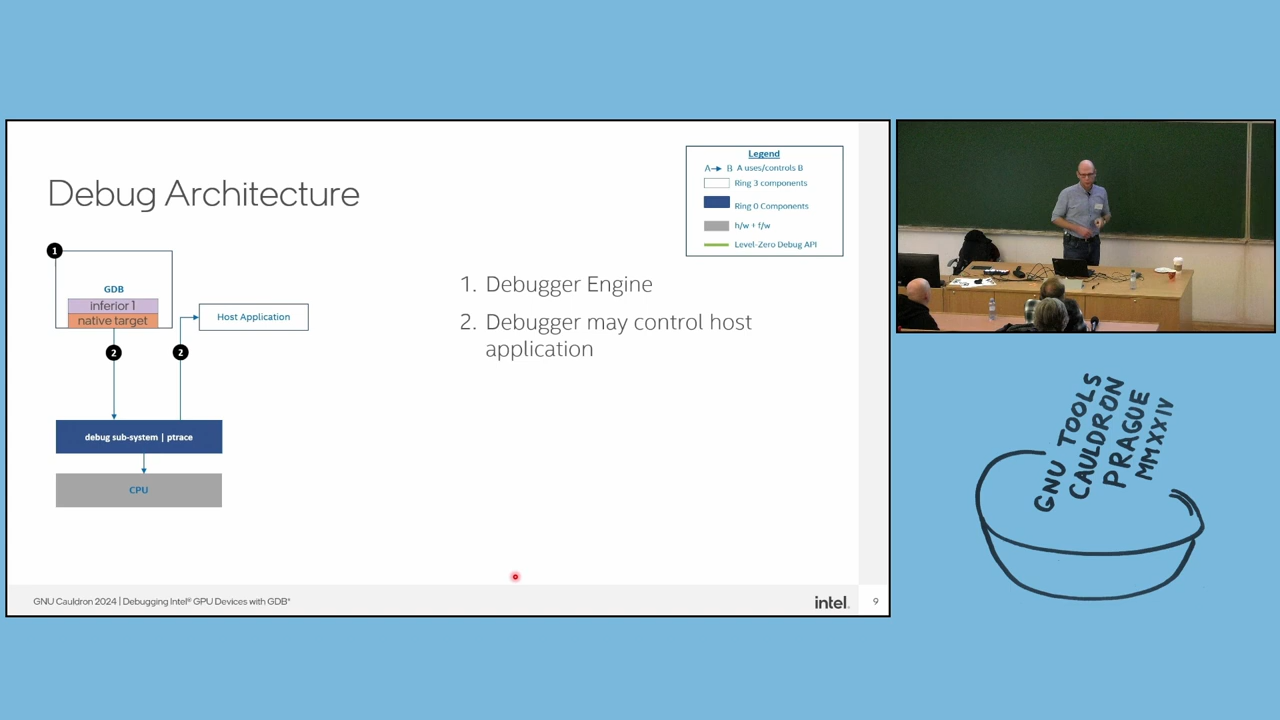 Debug Architecture
Legend
A → B A uses/controls B
Ring 3 components
Ring 0 Components
h/w + f/w
Level-Zero Debug API
1
GDB
inferior 1
native target
Host Application
2
2
debug sub-system | ptrace
CPU
1. Debugger Engine
2. Debugger may control host
application
GNU Cauldron 2024 | Debugging Intel® GPU Devices with GDB*
intel.
9
GNU TOOLS
CAULDRON
PRAGUE
MMXXIV